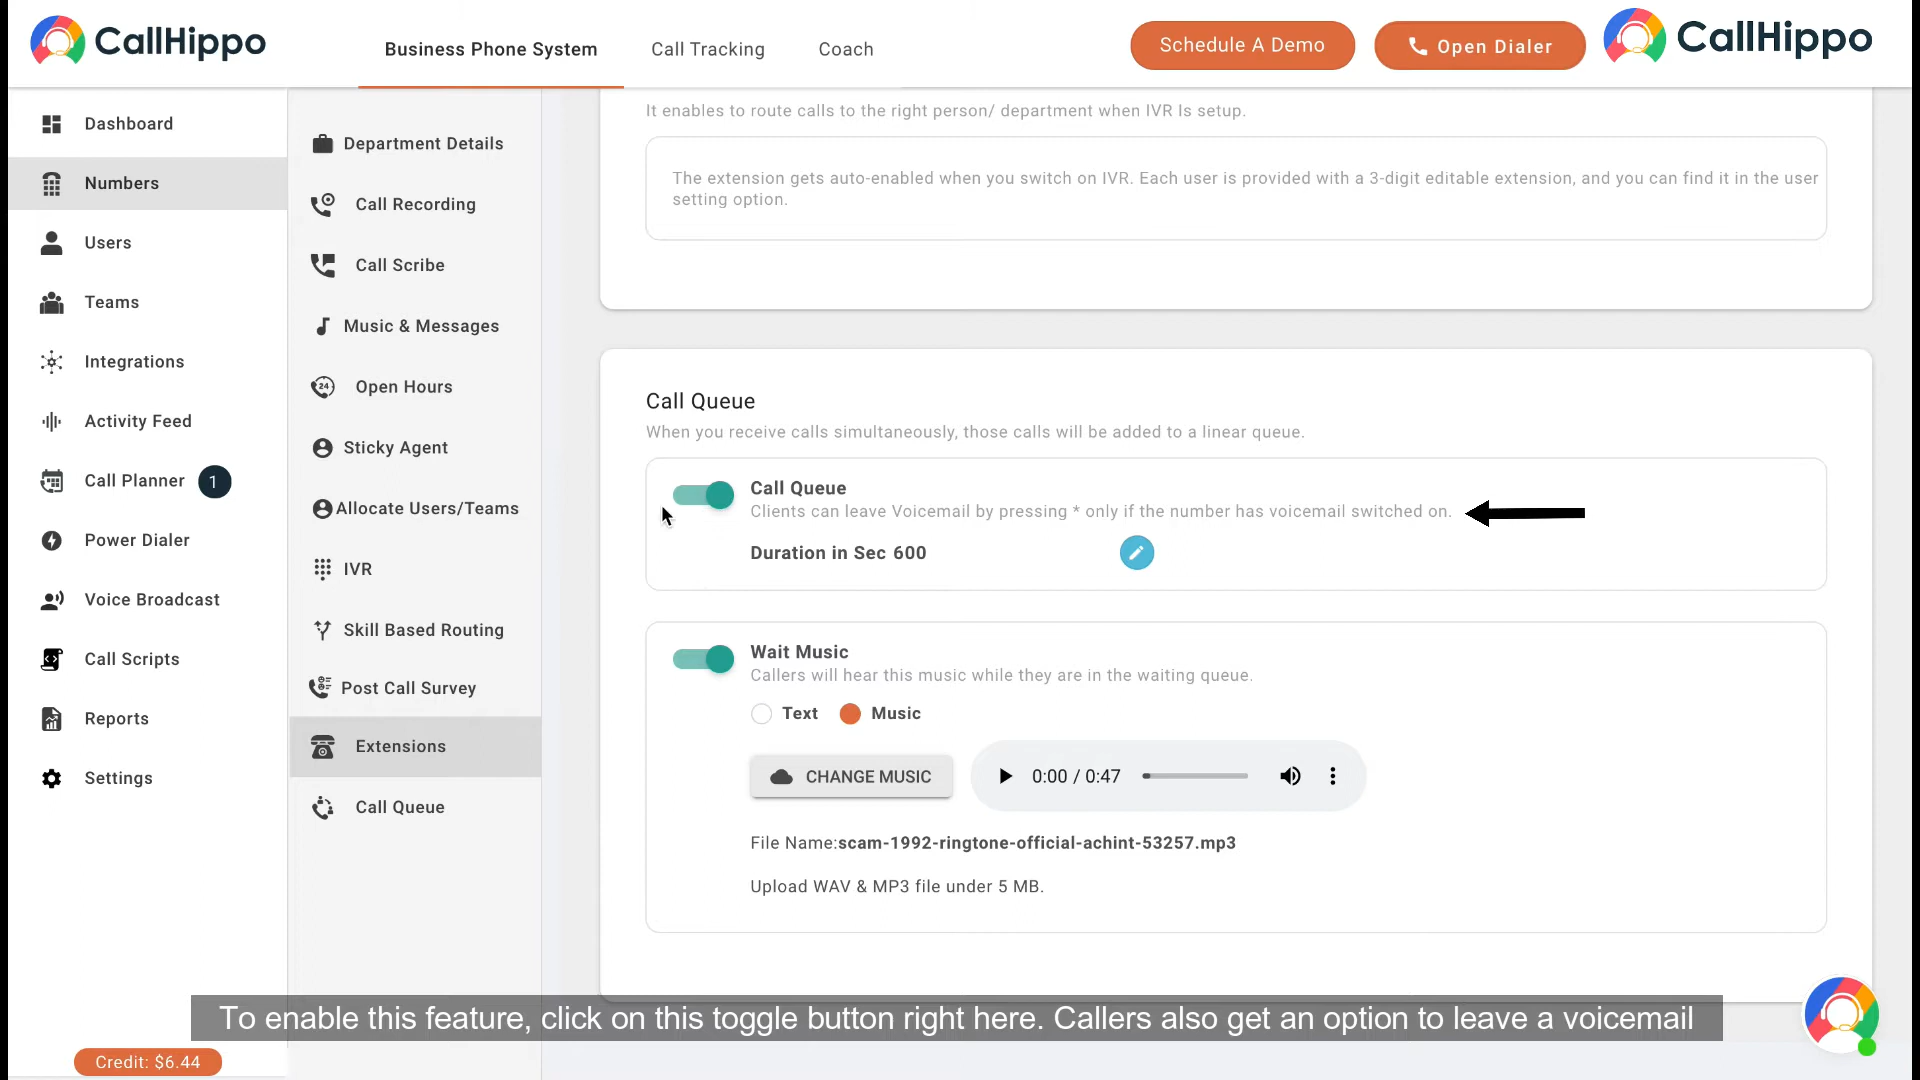 CallHippo
Business Phone System
Call Tracking
Coach
Schedule A Demo
Open Dialer
CallHippo
Dashboard
Numbers
Users
Teams
Integrations
Activity Feed
Call Planner 1
Power Dialer
Voice Broadcast
Call Scripts
Reports
Settings
Credit: $6.44
Department Details
Call Recording
Call Scribe
Music & Messages
24 Open Hours
Sticky Agent
Allocate Users/Teams
IVR
Skill Based Routing
Post Call Survey
Extensions
Call Queue
It enables to route calls to the right person/ department when IVR Is setup.
The extension gets auto-enabled when you switch on IVR. Each user is provided with a 3-digit editable extension, and you can find it in the user
setting option.
Call Queue
When you receive calls simultaneously, those calls will be added to a linear queue.
Call Queue
Clients can leave Voicemail by pressing * only if the number has voicemail switched on.
Duration in Sec 600
Wait Music
Callers will hear this music while they are in the waiting queue.
Text Music
CHANGE MUSIC
0:00 / 0:47
File Name:scam-1992-ringtone-official-achint-53257.mp3
Upload WAV & MP3 file under 5 MB.
To enable this feature, click on this toggle button right here. Callers also get an option to leave a voicemail